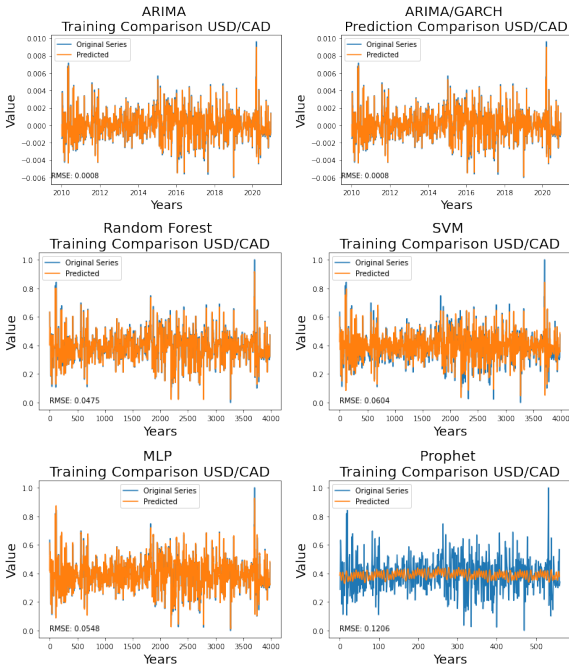 ARIMA
Training Comparison USD/CAD
Value
0.010
0.008
0.006
0.004
0.002
0.000
−0.002
−0.004
−0.006
Original Series
Predicted
RMSE: 0.0008
2010
2012
2014
2016
2018
2020
Years
ARIMA/GARCH
Prediction Comparison USD/CAD
Value
0.010
0.008
0.006
0.004
0.002
0.000
−0.002
−0.004
−0.006
Original Series
Predicted
RMSE: 0.0008
2010
2012
2014
2016
2018
2020
Years
Random Forest
Training Comparison USD/CAD
Value
1.0
0.8
0.6
0.4
0.2
0.0
Original Series
Predicted
RMSE: 0.0475
0
500
1000
1500
2000
2500
3000
3500
4000
Years
SVM
Training Comparison USD/CAD
Value
1.0
0.8
0.6
0.4
0.2
0.0
Original Series
Predicted
RMSE: 0.0604
0
500
1000
1500
2000
2500
3000
3500
4000
Years
MLP
Training Comparison USD/CAD
Value
1.0
0.8
0.6
0.4
0.2
0.0
Original Series
Predicted
RMSE: 0.0548
0
500
1000
1500
2000
2500
3000
3500
4000
Years
Prophet
Training Comparison USD/CAD
Value
1.0
0.8
0.6
0.4
0.2
0.0
Original Series
Predicted
RMSE: 0.1206
0
100
200
300
400
500
Years